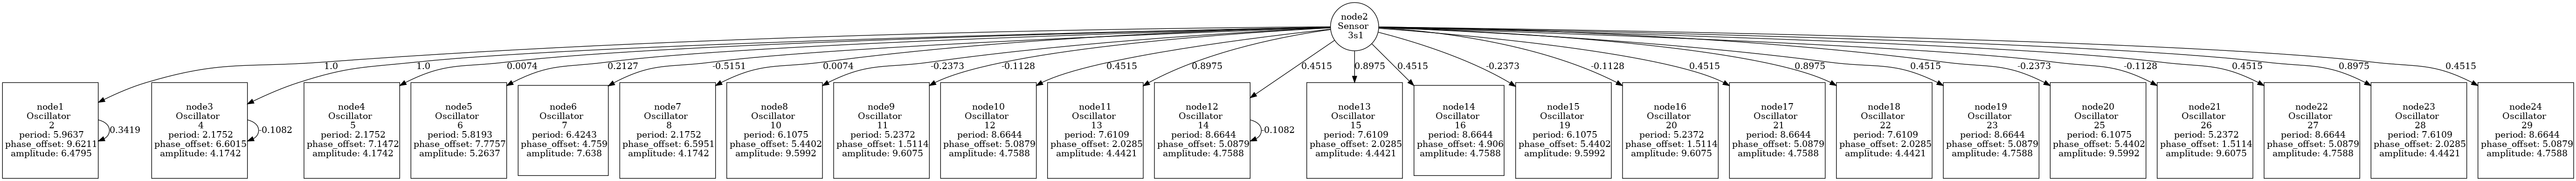 node2
Sensor
3s1
1.0
1.0
0.0074
0.2127
-0.5151
0.0074
-0.2373
-0.1128
0.4515
0.8975
0.4515
0.8975
0.4515
-0.2373
-0.1128
0.4515
0.8975
0.4515
-0.2373
-0.1128
0.4515
0.8975
0.4515
node1
Oscillator
2
period: 5.9637
phase_offset: 9.6211
amplitude: 6.4795
0.3419
node3
Oscillator
4
period: 2.1752
phase_offset: 6.6015
amplitude: 4.1742
-0.1082
node4
Oscillator
5
period: 2.1752
phase_offset: 7.1472
amplitude: 4.1742
node5
Oscillator
6
period: 5.8193
phase_offset: 7.7757
amplitude: 5.2637
node6
Oscillator
7
period: 6.4243
phase_offset: 4.759
amplitude: 7.638
node7
Oscillator
8
period: 2.1752
phase_offset: 6.5951
amplitude: 4.1742
node8
Oscillator
10
period: 6.1075
phase_offset: 5.4402
amplitude: 9.5992
node9
Oscillator
11
period: 5.2372
phase_offset: 1.5114
amplitude: 9.6075
node10
Oscillator
12
period: 8.6644
phase_offset: 5.0879
amplitude: 4.7588
node11
Oscillator
13
period: 7.6109
phase_offset: 2.0285
amplitude: 4.4421
node12
Oscillator
14
period: 8.6644
phase_offset: 5.0879
amplitude: 4.7588
-0.1082
node13
Oscillator
15
period: 7.6109
phase_offset: 2.0285
amplitude: 4.4421
node14
Oscillator
16
period: 8.6644
phase_offset: 4.906
amplitude: 4.7588
node15
Oscillator
19
period: 6.1075
phase_offset: 5.4402
amplitude: 9.5992
node16
Oscillator
20
period: 5.2372
phase_offset: 1.5114
amplitude: 9.6075
node17
Oscillator
21
period: 8.6644
phase_offset: 5.0879
amplitude: 4.7588
node18
Oscillator
22
period: 7.6109
phase_offset: 2.0285
amplitude: 4.4421
node19
Oscillator
23
period: 8.6644
phase_offset: 5.0879
amplitude: 4.7588
node20
Oscillator
25
period: 6.1075
phase_offset: 5.4402
amplitude: 9.5992
node21
Oscillator
26
period: 5.2372
phase_offset: 1.5114
amplitude: 9.6075
node22
Oscillator
27
period: 8.6644
phase_offset: 5.0879
amplitude: 4.7588
node23
Oscillator
28
period: 7.6109
phase_offset: 2.0285
amplitude: 4.4421
node24
Oscillator
29
period: 8.6644
phase_offset: 5.0879
amplitude: 4.7588